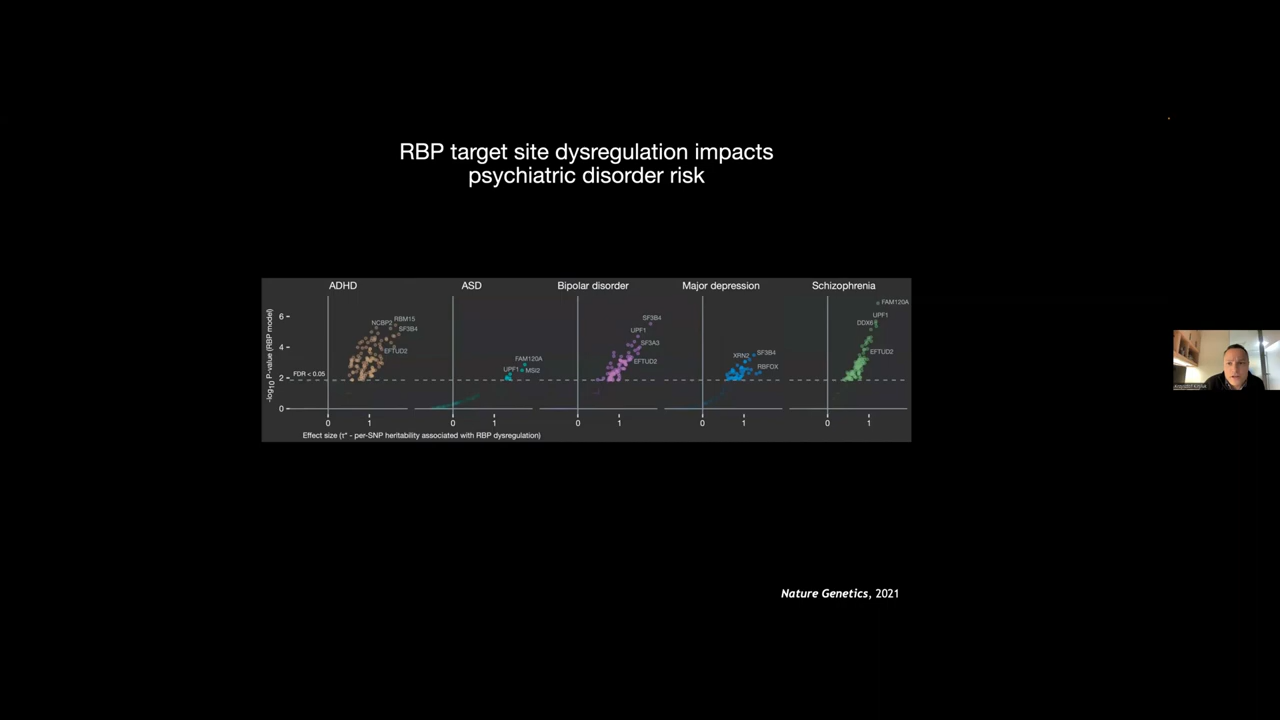 RBP target site dysregulation impacts
psychiatric disorder risk
ADHD
ASD
Bipolar disorder
Major depression
Schizophrenia
-log10 P-value (RBP model)
6
4
2
0
FDR < 0.05
NCBP2
RBM15
SF3B4
EFTUD2
FAM120A
UPF1
MSI2
SF3B4
UPF1
SF3A3
EFTUD2
XRN2
SF3B4
RBFOX
FAM120A
UPF1
DDX6
EFTUD2
0 1
0 1
0 1
0 1
0 1
Effect size (τ* - per-SNP heritability associated with RBP dysregulation)
Nature Genetics, 2021